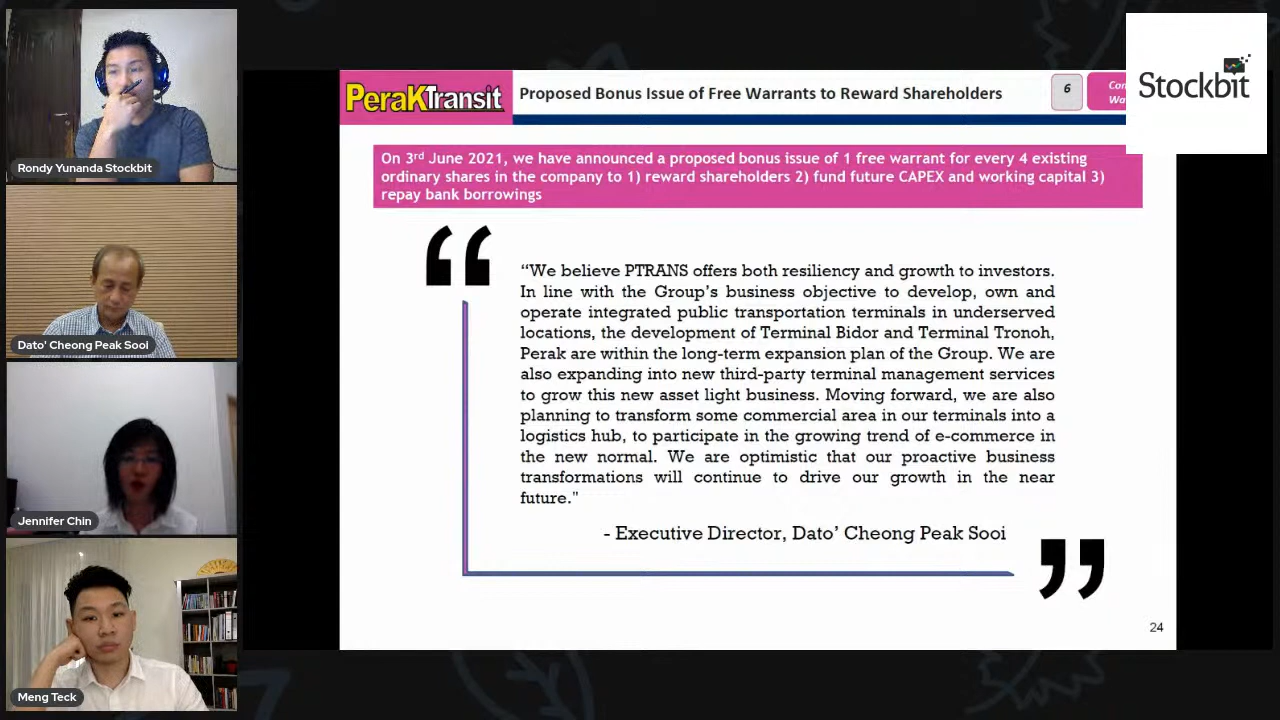 Rondy Yunanda Stockbit
Dato' Cheong Peak Sooi
Jennifer Chin
Meng Teck
PeraKTransit
Proposed Bonus Issue of Free Warrants to Reward Shareholders
6
Stockbit
On 3rd June 2021, we have announced a proposed bonus issue of 1 free warrant for every 4 existing
ordinary shares in the company to 1) reward shareholders 2) fund future CAPEX and working capital 3)
repay bank borrowings
“We believe PTRANS offers both resiliency and growth to investors.
In line with the Group's business objective to develop, own and
operate integrated public transportation terminals in underserved
locations, the development of Terminal Bidor and Terminal Tronoh,
Perak are within the long-term expansion plan of the Group. We are
also expanding into new third-party terminal management services
to grow this new asset light business. Moving forward, we are also
planning to transform some commercial area in our terminals into a
logistics hub, to participate in the growing trend of e-commerce in
the new normal. We are optimistic that our proactive business
transformations will continue to drive our growth in the near
future."
- Executive Director, Dato’ Cheong Peak Sooi
24